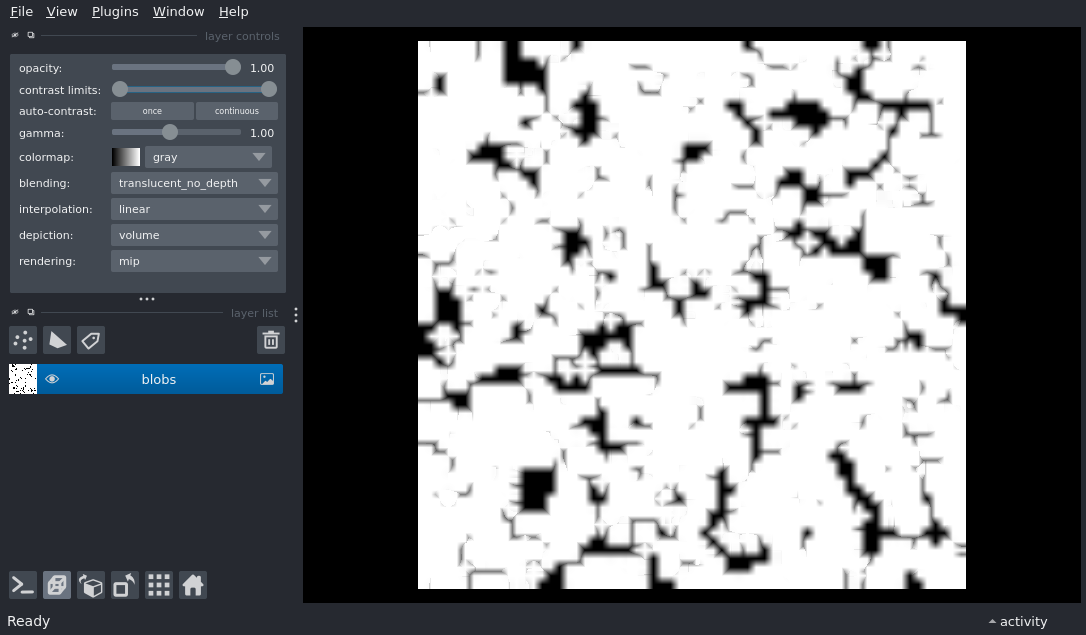 File View Plugins Window Help
layer controls
opacity: 1.00
contrast limits:
auto-contrast: once continuous
gamma: 1.00
colormap: gray
blending: translucent_no_depth
interpolation: linear
depiction: volume
rendering: mip
layer list
blobs
Ready activity